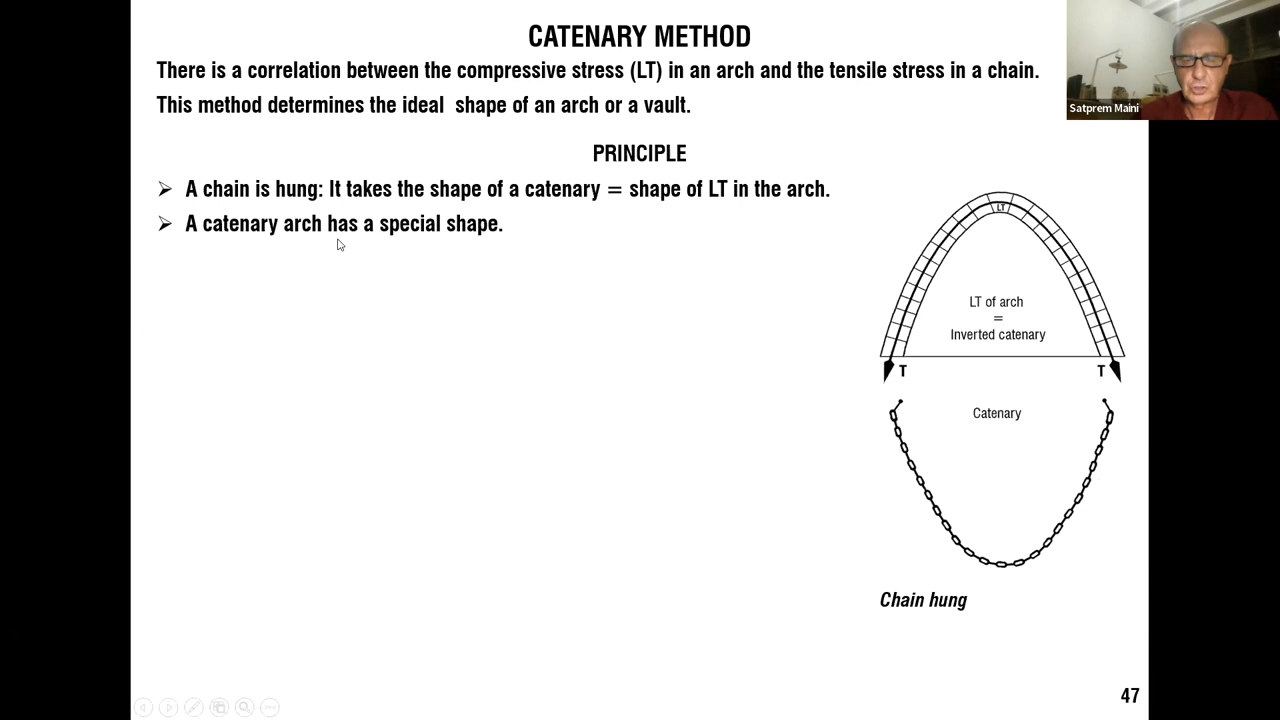 CATENARY METHOD
There is a correlation between the compressive stress (LT) in an arch and the tensile stress in a chain.
This method determines the ideal shape of an arch or a vault.
Satprem Maini
PRINCIPLE
➢ A chain is hung: It takes the shape of a catenary = shape of LT in the arch.
➢ A catenary arch has a special shape.
LT
LT of arch
=
Inverted catenary
T T
Catenary
Chain hung
47